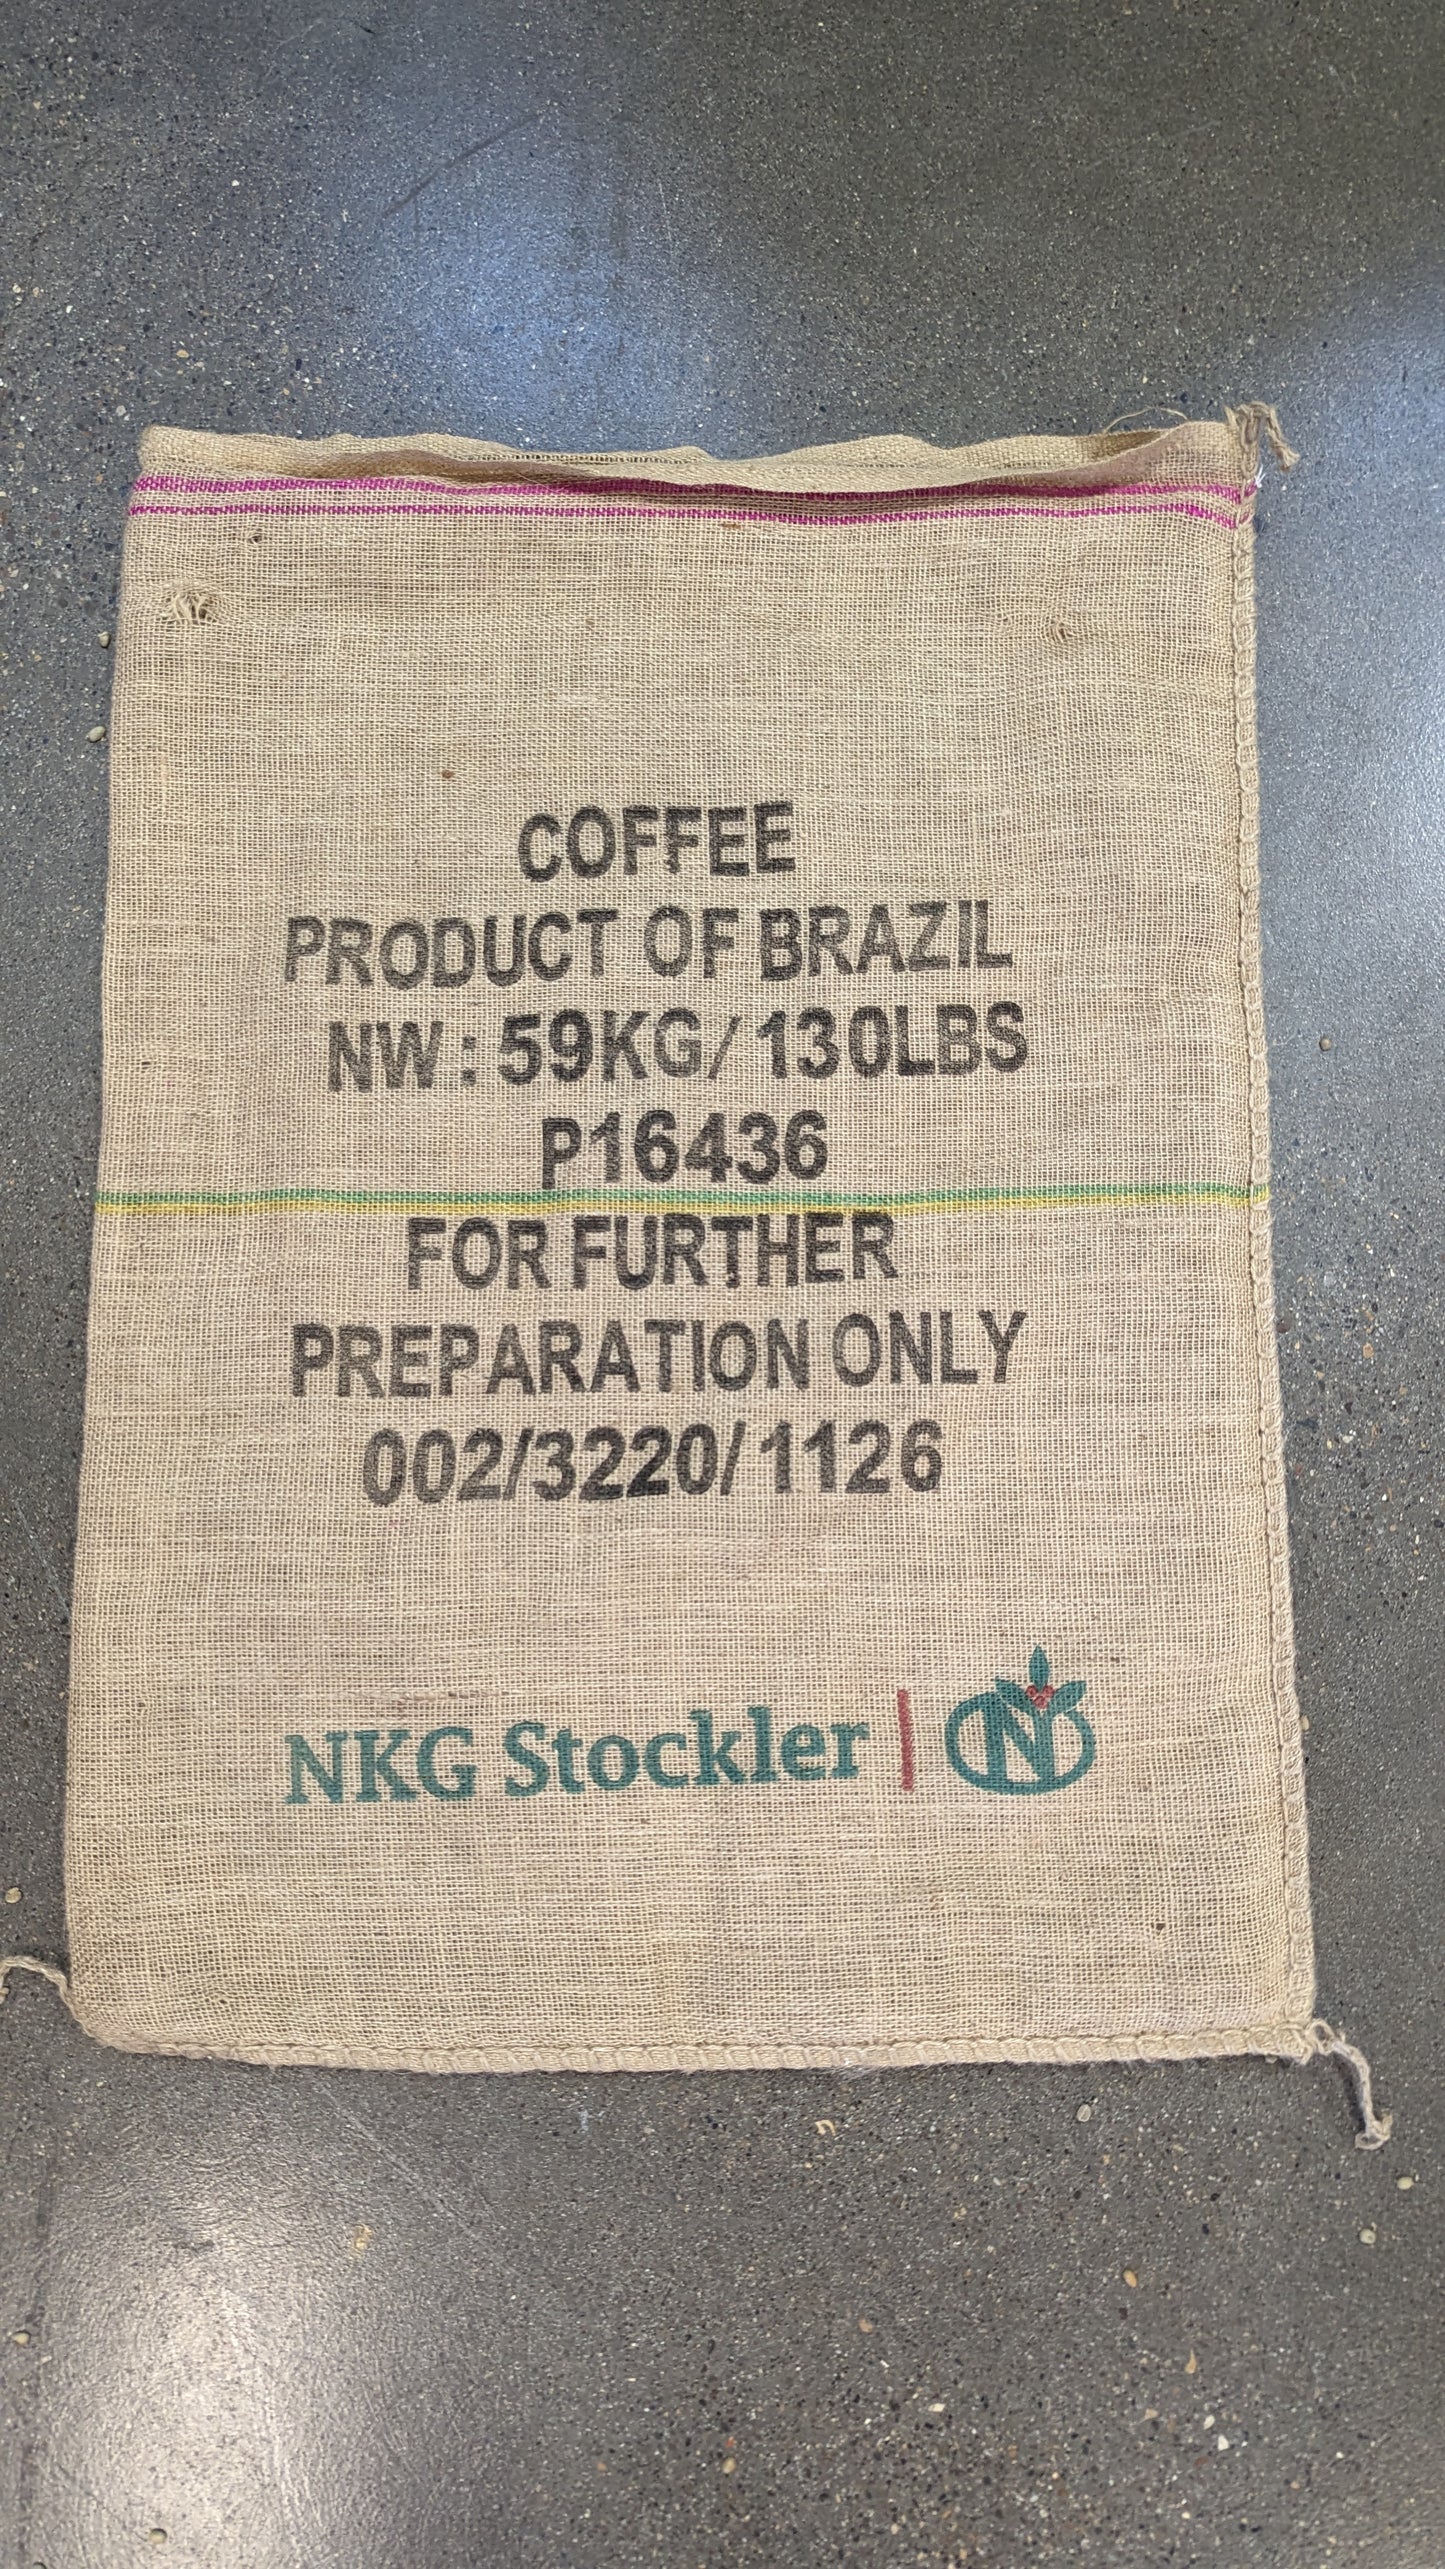 COFFEE
PRODUCT OF BRAZIL
NW: 59KG/130LBS
P16436
FOR FURTHER
PREPARATION ONLY
002/3220/1126
NKG Stockler | N